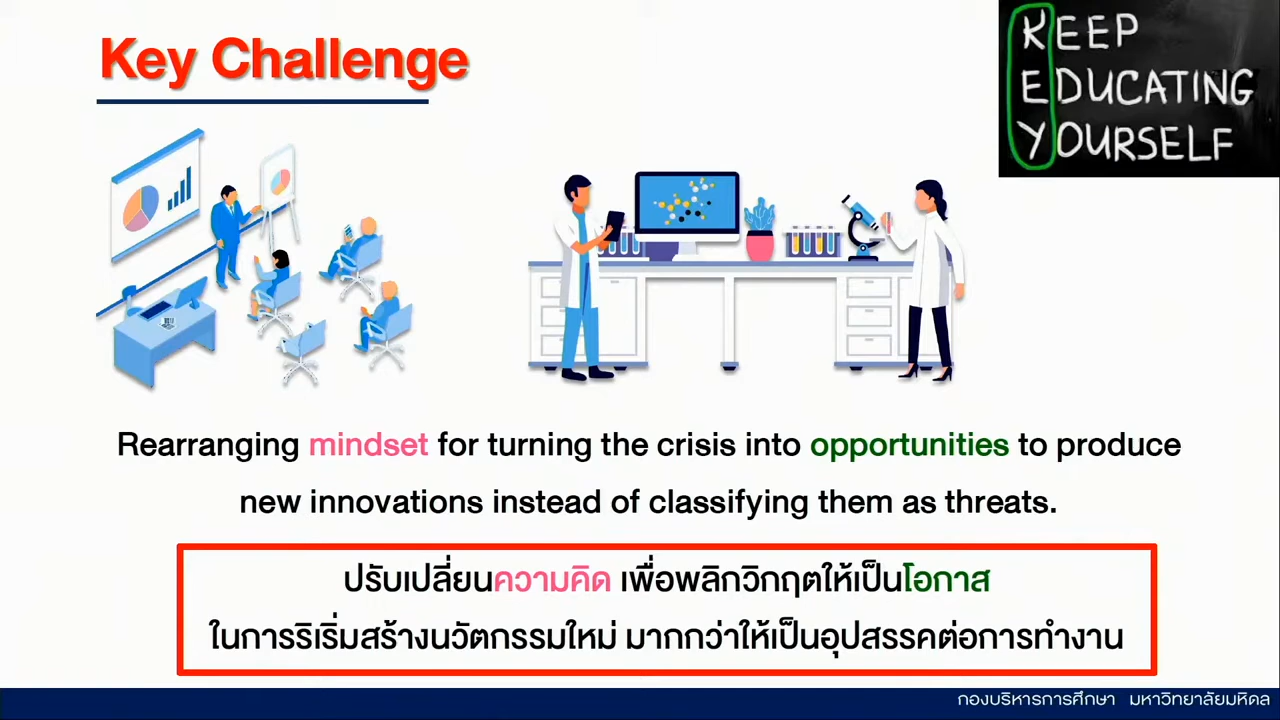 Key Challenge
KEEP
EDUCATING
YOURSELF
Rearranging mindset for turning the crisis into opportunities to produce
new innovations instead of classifying them as threats.
ปรับเปลี่ยนความคิด เพื่อพลิกวิกฤตให้เป็นโอกาส
ในการริเริ่มสร้างนวัตกรรมใหม่ มากกว่าให้เป็นอุปสรรคต่อการทำงาน
กองบริหารการศึกษา มหาวิทยาลัยมหิดล